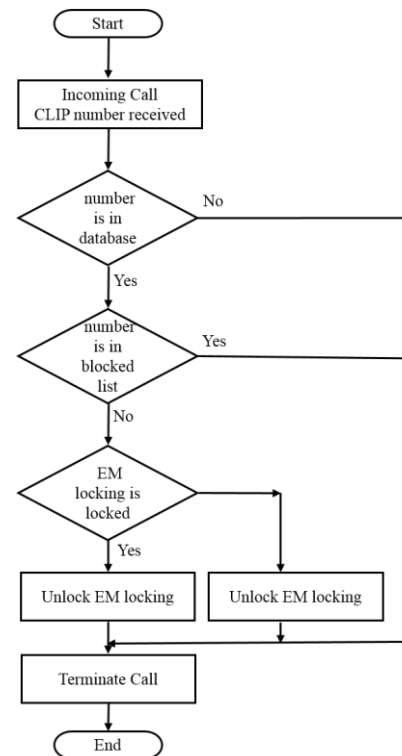 Start
Incoming Call
CLIP number received
number
is in
database
No
Yes
number
is in
blocked
list
Yes
No
EM
locking is
locked
Yes
Unlock EM locking
Unlock EM locking
Terminate Call
End